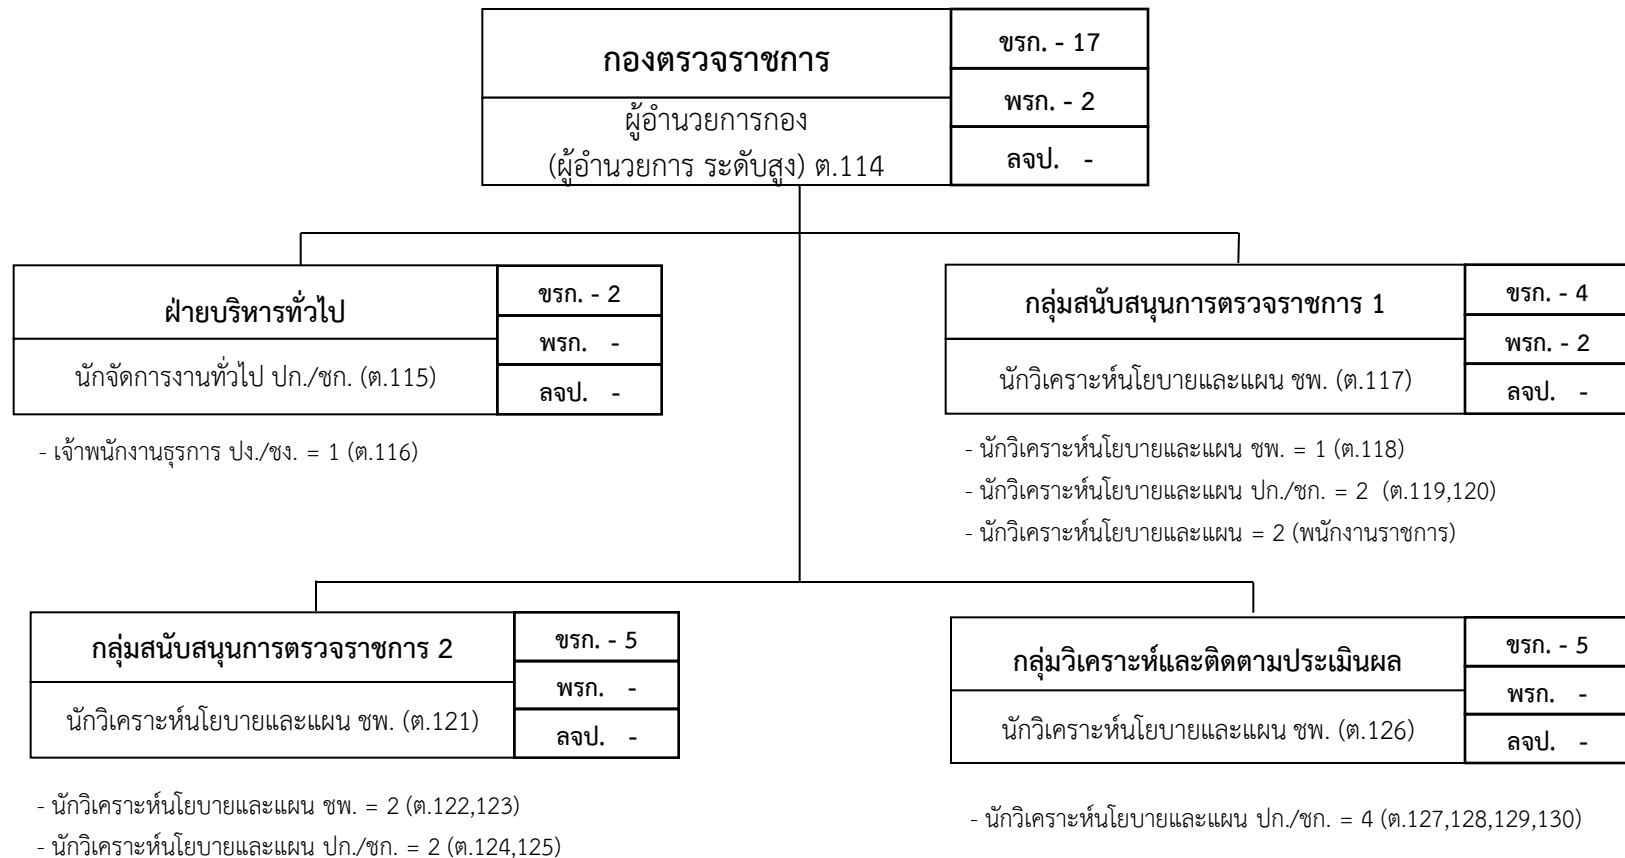 กองตรวจราชการ
ผู้อำนวยการกอง
(ผู้อำนวยการ ระดับสูง) ต.114
ขรก. - 17
พรก. - 2
ลจป. -
ฝ่ายบริหารทั่วไป
นักจัดการงานทั่วไป ปก./ชก. (ต.115)
ขรก. - 2
พรก. -
ลจป. -
- เจ้าพนักงานธุรการ ปง./ชง. = 1 (ต.116)
กลุ่มสนับสนุนการตรวจราชการ 1
นักวิเคราะห์นโยบายและแผน ชพ. (ต.117)
ขรก. - 4
พรก. - 2
ลจป. -
- นักวิเคราะห์นโยบายและแผน ชพ. = 1 (ต.118)
- นักวิเคราะห์นโยบายและแผน ปก./ชก. = 2 (ต.119,120)
- นักวิเคราะห์นโยบายและแผน = 2 (พนักงานราชการ)
กลุ่มสนับสนุนการตรวจราชการ 2
นักวิเคราะห์นโยบายและแผน ชพ. (ต.121)
ขรก. - 5
พรก. -
ลจป. -
- นักวิเคราะห์นโยบายและแผน ชพ. = 2 (ต.122,123)
- นักวิเคราะห์นโยบายและแผน ปก./ชก. = 2 (ต.124,125)
กลุ่มวิเคราะห์และติดตามประเมินผล
นักวิเคราะห์นโยบายและแผน ชพ. (ต.126)
ขรก. - 5
พรก. -
ลจป. -
- นักวิเคราะห์นโยบายและแผน ปก./ชก. = 4 (ต.127,128,129,130)